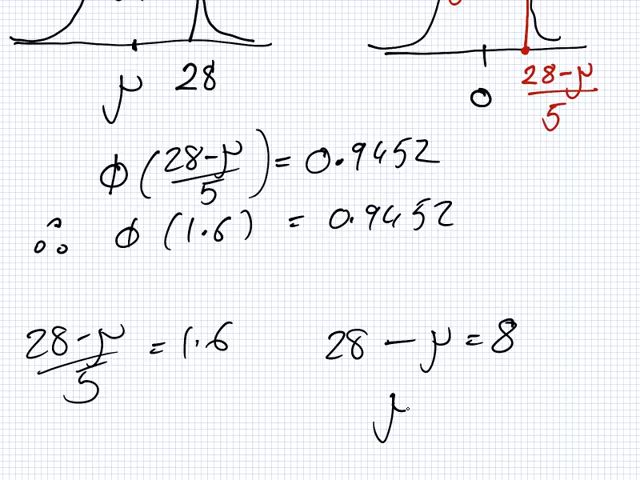 μ 28 0 28-μ/5
ϕ(28-μ/5) = 0.9452
∴ ϕ(1.6) = 0.9452
28-μ/5 = 1.6 28-μ = 8
μ